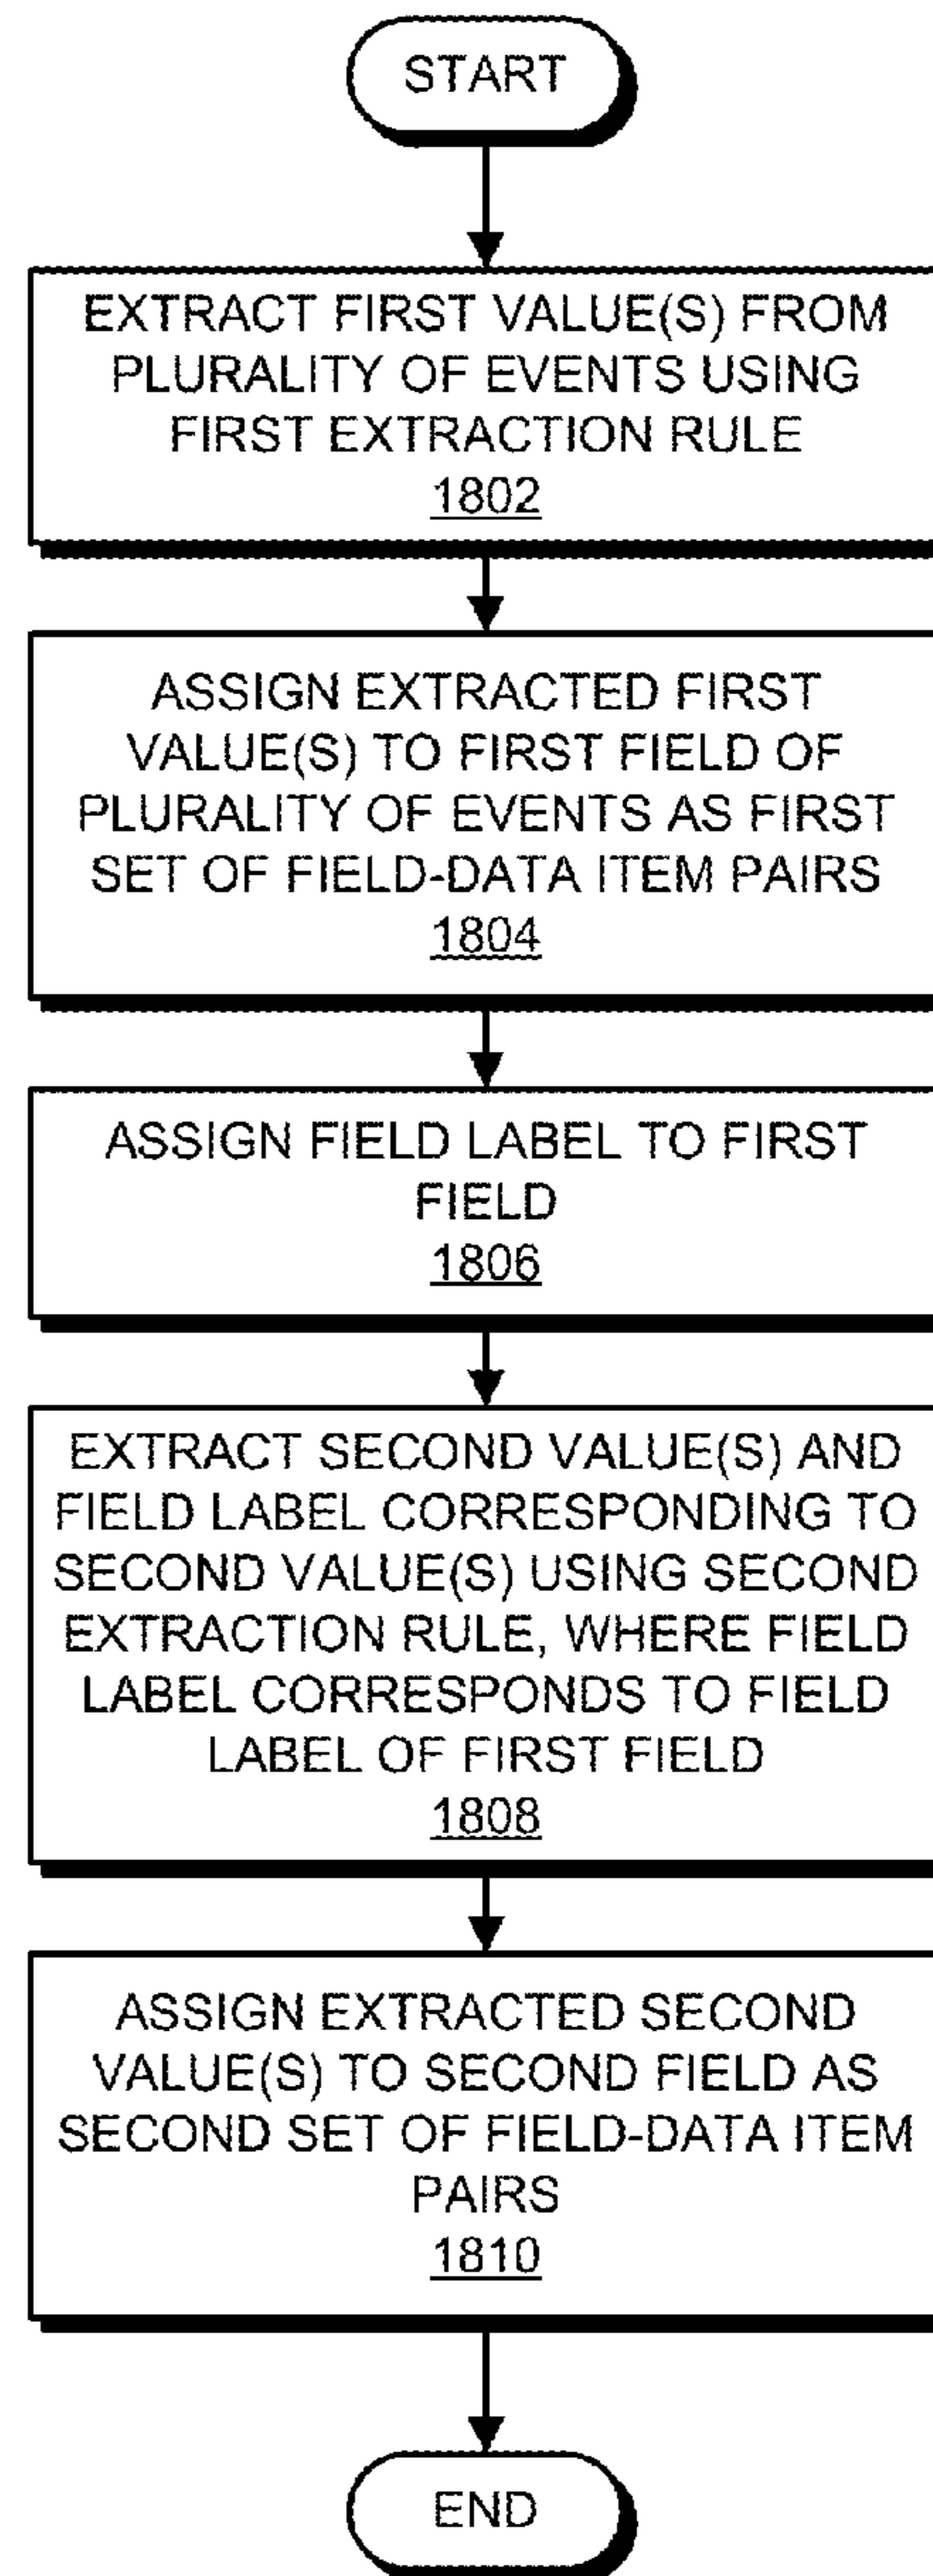 START
EXTRACT FIRST VALUE(S) FROM
PLURALITY OF EVENTS USING
FIRST EXTRACTION RULE
1802
ASSIGN EXTRACTED FIRST
VALUE(S) TO FIRST FIELD OF
PLURALITY OF EVENTS AS FIRST
SET OF FIELD-DATA ITEM PAIRS
1804
ASSIGN FIELD LABEL TO FIRST
FIELD
1806
EXTRACT SECOND VALUE(S) AND
FIELD LABEL CORRESPONDING TO
SECOND VALUE(S) USING SECOND
EXTRACTION RULE, WHERE FIELD
LABEL CORRESPONDS TO FIELD
LABEL OF FIRST FIELD
1808
ASSIGN EXTRACTED SECOND
VALUE(S) TO SECOND FIELD AS
SECOND SET OF FIELD-DATA ITEM
PAIRS
1810
END